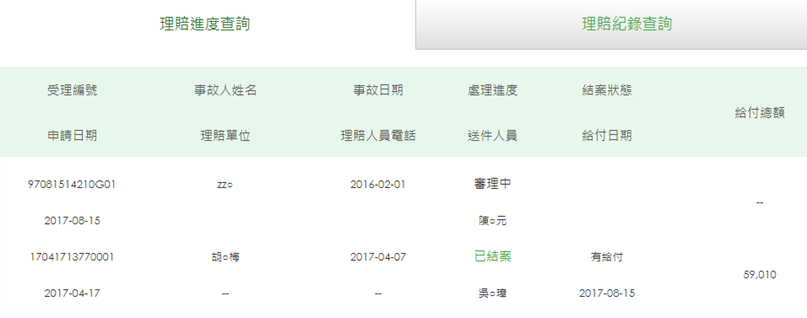 理賠進度查詢 理賠紀錄查詢
受理編號 事故人姓名 事故日期 處理進度 結案狀態
給付總額
申請日期 理賠單位 理賠人員電話 送件人員 給付日期
97081514210G01 zz○ 2016-02-01 審理中
--
2017-08-15 陳○元
17041713770001 胡○梅 2017-04-07 已結案 有給付
59,010
2017-04-17 -- -- 吳○璋 2017-08-15